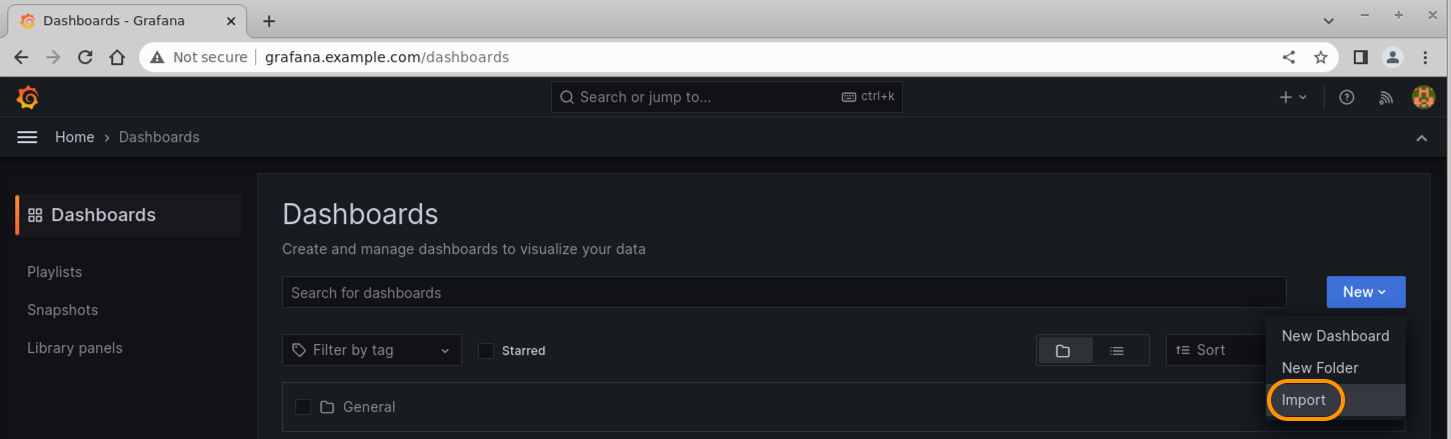 Dashboards - Grafana
Not secure grafana.example.com/dashboards
Search or jump to... ctrl+k
Home › Dashboards
Dashboards
Playlists
Snapshots
Library panels
Dashboards
Create and manage dashboards to visualize your data
Search for dashboards
New
New Dashboard
New Folder
Import
Filter by tag
Starred
Sort
General